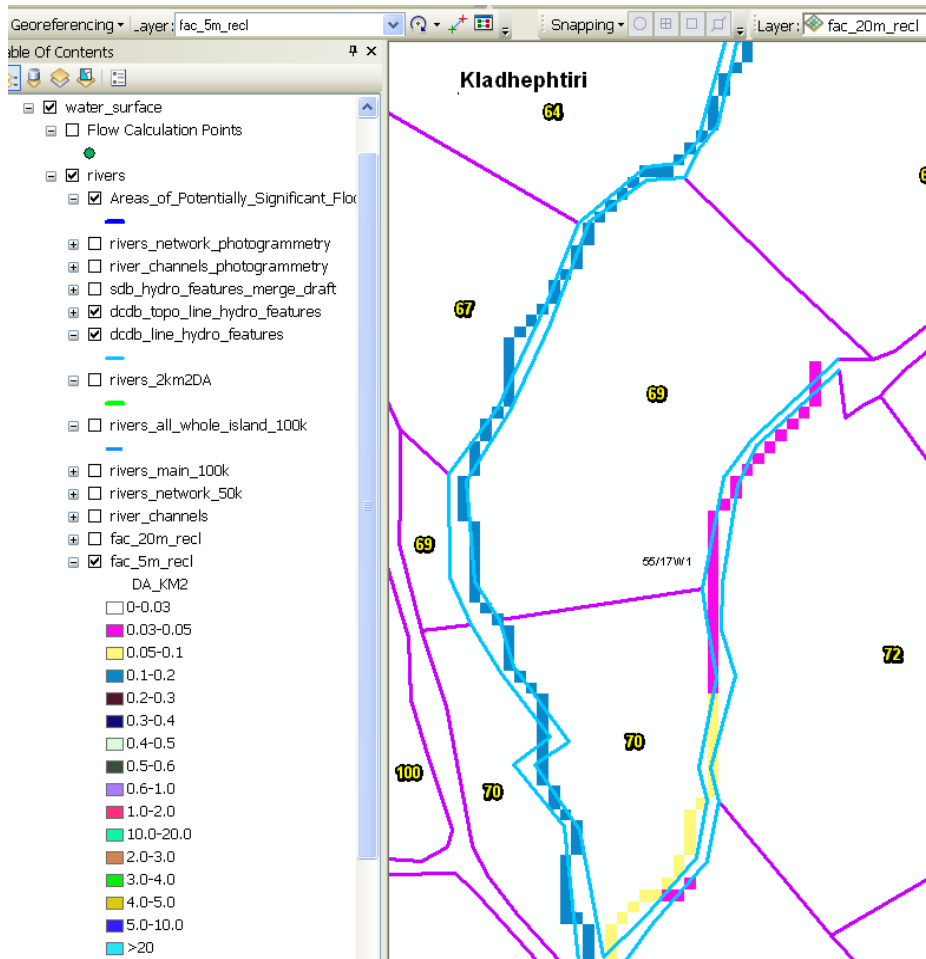 Georeferencing
Layer: fac_5m_recl
Snapping
Layer: fac_20m_recl
able Of Contents
water_surface
Flow Calculation Points
rivers
Areas_of_Potentially_Significant_Floo
rivers_network_photogrammetry
river_channels_photogrammetry
sdb_hydro_features_merge_draft
dcdb_topo_line_hydro_features
dcdb_line_hydro_features
rivers_2km2DA
rivers_all_whole_island_100k
rivers_main_100k
rivers_network_50k
river_channels
fac_20m_recl
fac_5m_recl
DA_KM2
0-0.03
0.03-0.05
0.05-0.1
0.1-0.2
0.2-0.3
0.3-0.4
0.4-0.5
0.5-0.6
0.6-1.0
1.0-2.0
10.0-20.0
2.0-3.0
3.0-4.0
4.0-5.0
5.0-10.0
>20
Kladhephtiri
64
67
69
69
55/17W1
72
70
100
70